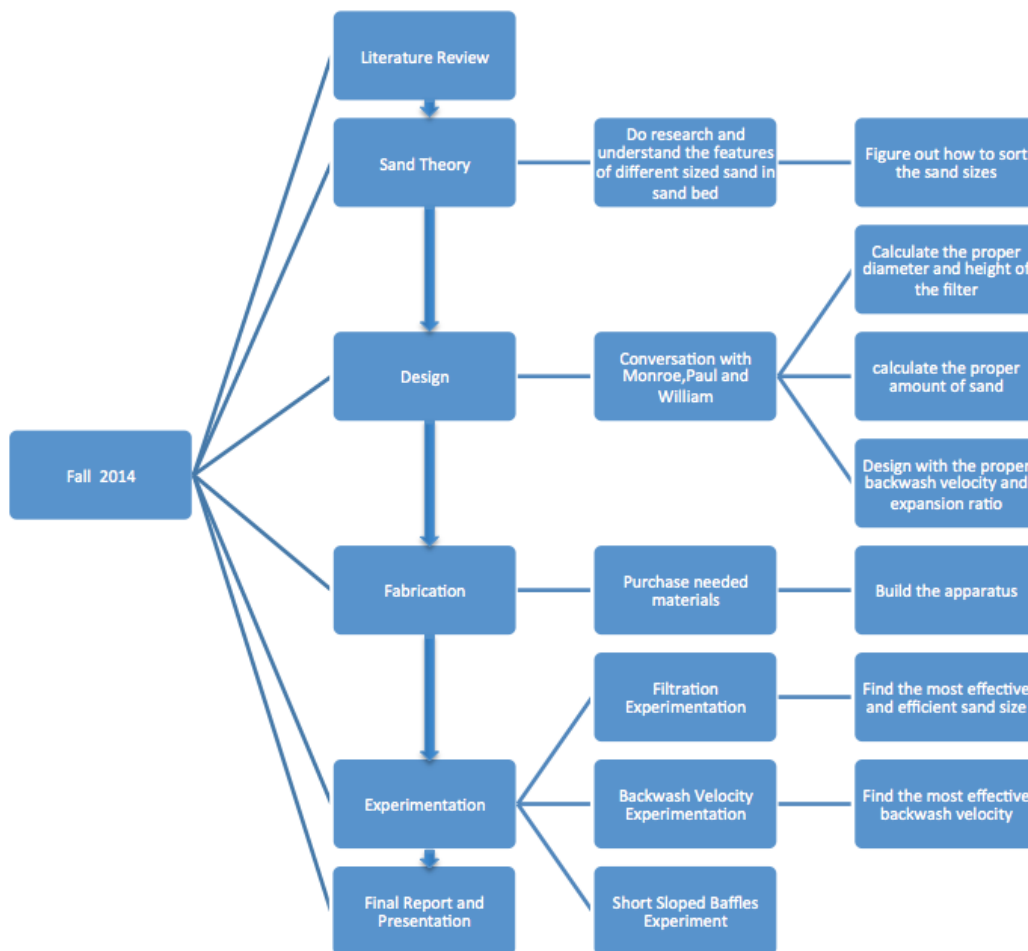 Literature Review
Sand Theory
Do research and
understand the features
of different sized sand in
sand bed
Figure out how to sort
the sand sizes
Calculate the proper
diameter and height of
the filter
Design
Conversation with
Monroe,Paul and
William
calculate the proper
amount of sand
Fall 2014
Design with the proper
backwash velocity and
expansion ratio
Fabrication
Purchase needed
materials
Build the apparatus
Filtration
Experimentation
Find the most effective
and efficient sand size
Experimentation
Backwash Velocity
Experimentation
Find the most effective
backwash velocity
Final Report and
Presentation
Short Sloped Baffles
Experiment